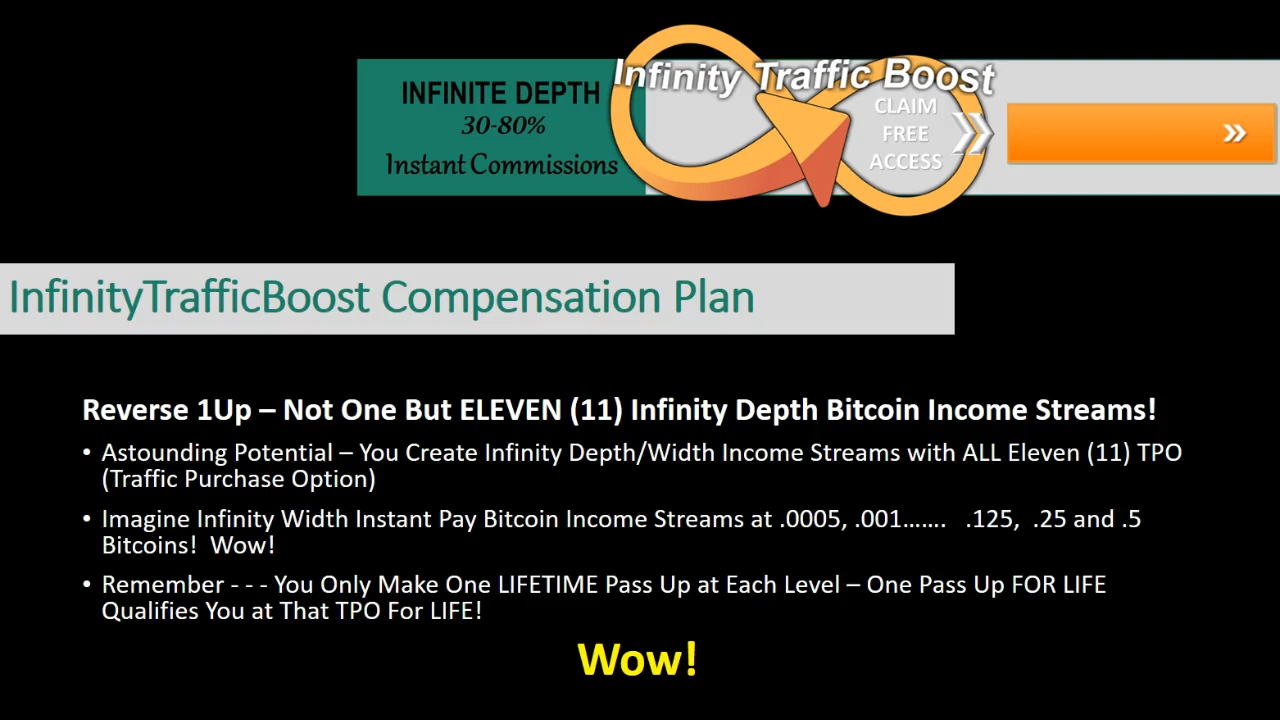 INFINITE DEPTH
30-80%
Instant Commissions
Infinity Traffic Boost
CLAIM
FREE
ACCESS
InfinityTrafficBoost Compensation Plan
Reverse 1Up – Not One But ELEVEN (11) Infinity Depth Bitcoin Income Streams!
• Astounding Potential – You Create Infinity Depth/Width Income Streams with ALL Eleven (11) TPO
(Traffic Purchase Option)
• Imagine Infinity Width Instant Pay Bitcoin Income Streams at .0005, .001....... .125, .25 and .5
Bitcoins! Wow!
• Remember - - - You Only Make One LIFETIME Pass Up at Each Level – One Pass Up FOR LIFE
Qualifies You at That TPO For LIFE!
Wow!